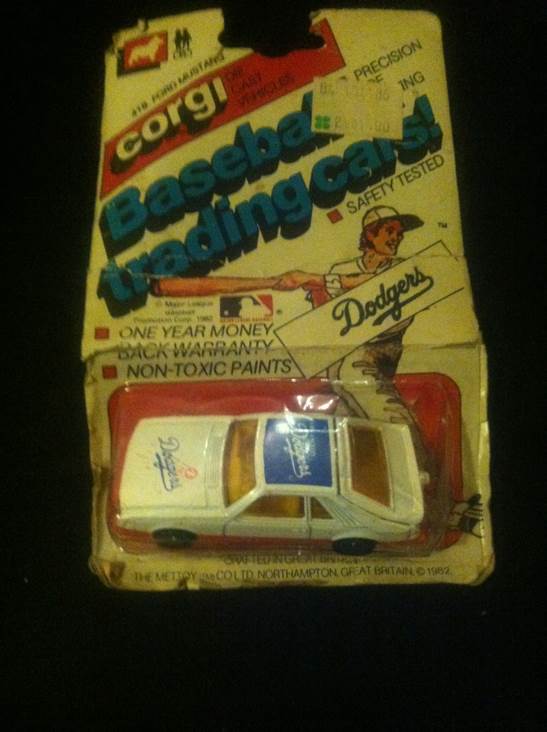 #18 FORD MUSTANG
corgi
DIE
CAST
VEHICLES
PRECISION
Baseba
trading cars!
SAFETY TESTED
TM
© Major League
Baseball
Promotion Corp. 1982
®
Dodgers
ONE YEAR MONEY
BACK WARRANTY
NON-TOXIC PAINTS
Dodgers
Dodgers
CRAFTED IN GREAT BRITAIN
THE METTOY CO LTD. NORTHAMPTON, GREAT BRITAIN. © 1982